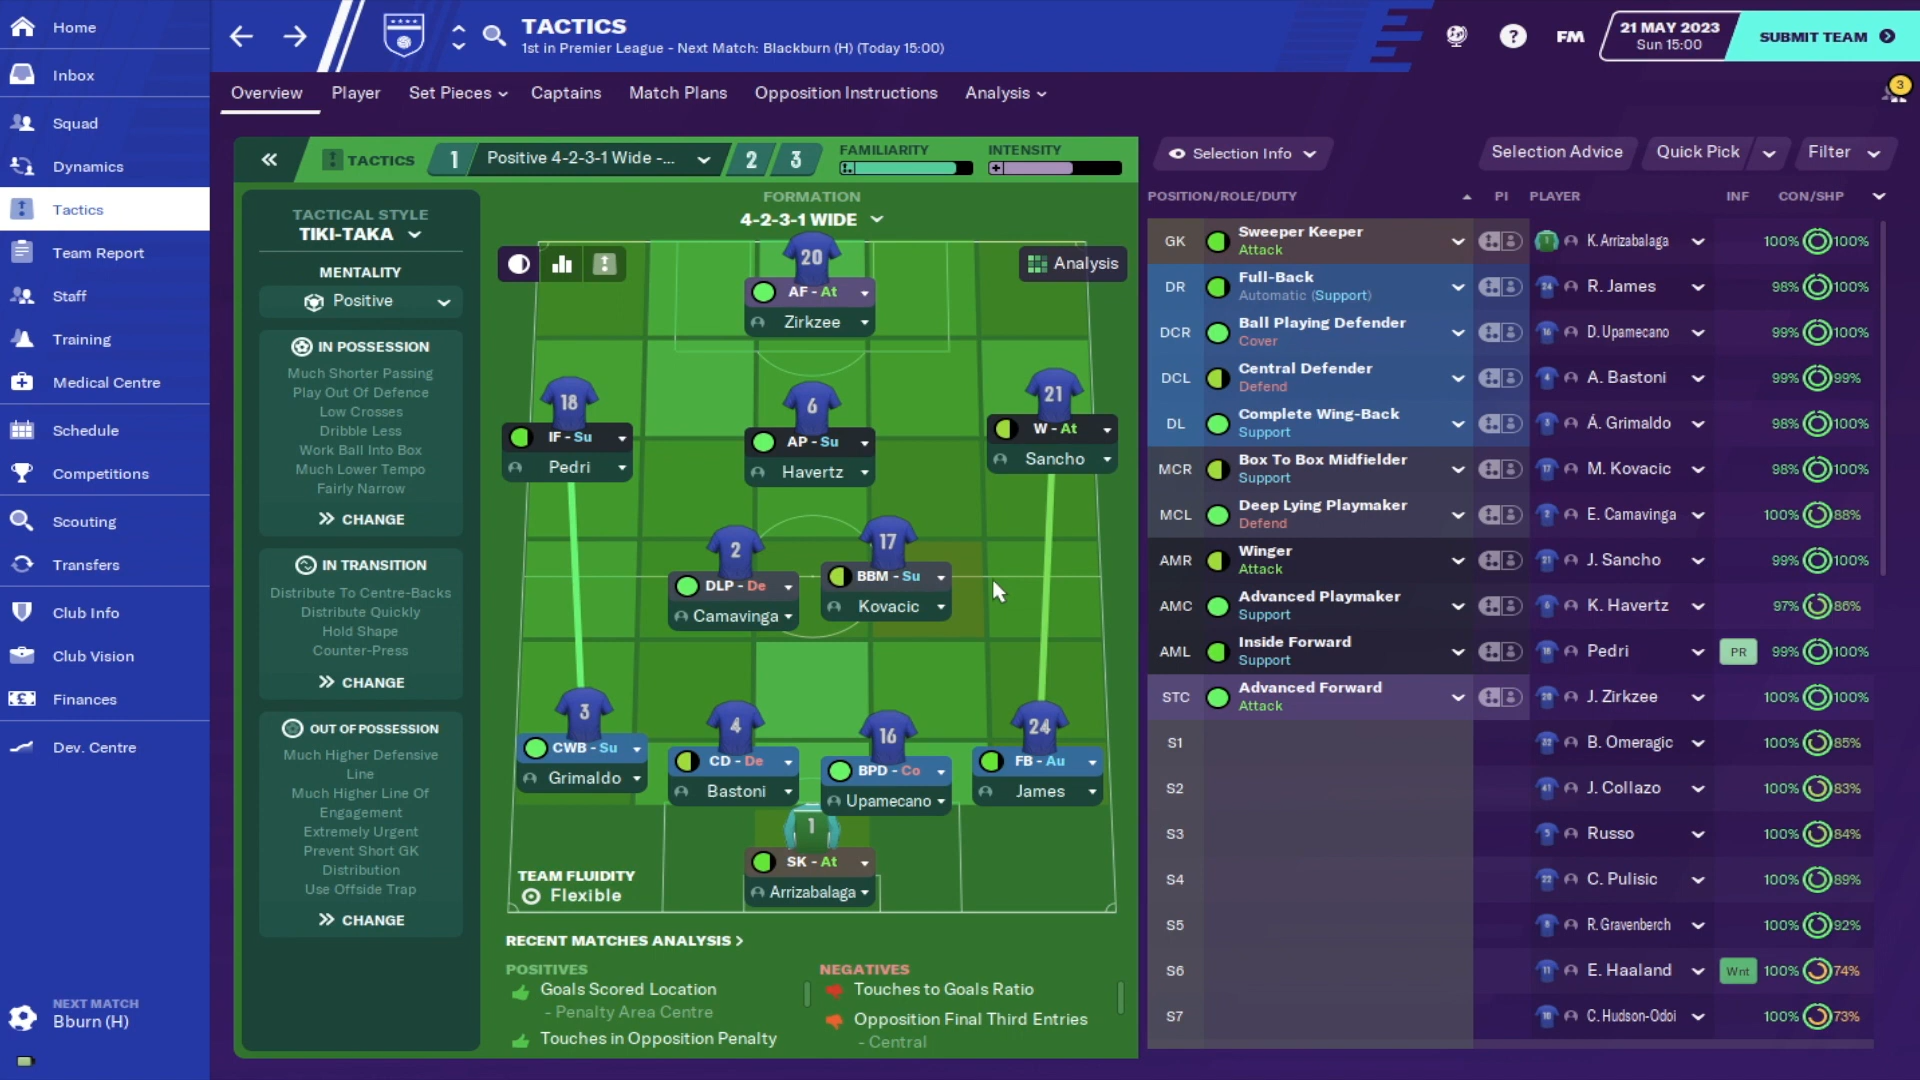 Home
Inbox
Squad
Dynamics
Tactics
Team Report
Staff
Training
Medical Centre
Schedule
Competitions
Scouting
Transfers
Club Info
Club Vision
Finances
Dev. Centre
NEXT MATCH
Bburn (H)
TACTICS
1st in Premier League - Next Match: Blackburn (H) (Today 15:00)
FM
21 MAY 2023
Sun 15:00
SUBMIT TEAM
3
Overview Player Set Pieces Captains Match Plans Opposition Instructions Analysis
TACTICS 1 Positive 4-2-3-1 Wide -... 2 3
FAMILIARITY
INTENSITY
TACTICAL STYLE
TIKI-TAKA
MENTALITY
Positive
IN POSSESSION
Much Shorter Passing
Play Out Of Defence
Low Crosses
Dribble Less
Work Ball Into Box
Much Lower Tempo
Fairly Narrow
CHANGE
IN TRANSITION
Distribute To Centre-Backs
Distribute Quickly
Hold Shape
Counter-Press
CHANGE
OUT OF POSSESSION
Much Higher Defensive
Line
Much Higher Line Of
Engagement
Extremely Urgent
Prevent Short GK
Distribution
Use Offside Trap
CHANGE
FORMATION
4-2-3-1 WIDE
Analysis
20
AF - At
Zirkzee
18
IF - Su
Pedri
6
AP - Su
Havertz
21
W - At
Sancho
2
DLP - De
Camavinga
17
BBM - Su
Kovacic
3
CWB - Su
Grimaldo
4
CD - De
Bastoni
16
BPD - Co
Upamecano
24
FB - Au
James
1
SK - At
Arrizabalaga
TEAM FLUIDITY
Flexible
RECENT MATCHES ANALYSIS >
POSITIVES
Goals Scored Location
- Penalty Area Centre
Touches in Opposition Penalty
NEGATIVES
Touches to Goals Ratio
Opposition Final Third Entries
- Central
Selection Info Selection Advice Quick Pick Filter
POSITION/ROLE/DUTY PI PLAYER INF CON/SHP
GK Sweeper Keeper Attack 1 K. Arrizabalaga 100% 100%
DR Full-Back Automatic (Support) 24 R. James 98% 100%
DCR Ball Playing Defender Cover 16 D. Upamecano 99% 100%
DCL Central Defender Defend 4 A. Bastoni 99% 99%
DL Complete Wing-Back Support 3 Á. Grimaldo 98% 100%
MCR Box To Box Midfielder Support 17 M. Kovacic 98% 100%
MCL Deep Lying Playmaker Defend 2 E. Camavinga 100% 88%
AMR Winger Attack 21 J. Sancho 99% 100%
AMC Advanced Playmaker Support 6 K. Havertz 97% 86%
AML Inside Forward Support 18 Pedri PR 99% 100%
STC Advanced Forward Attack 20 J. Zirkzee 100% 100%
S1 B. Omeragic 100% 85%
S2 J. Collazo 100% 83%
S3 Russo 100% 84%
S4 C. Pulisic 100% 89%
S5 R. Gravenberch 100% 92%
S6 E. Haaland Wnt 100% 74%
S7 C. Hudson-Odoi 100% 73%